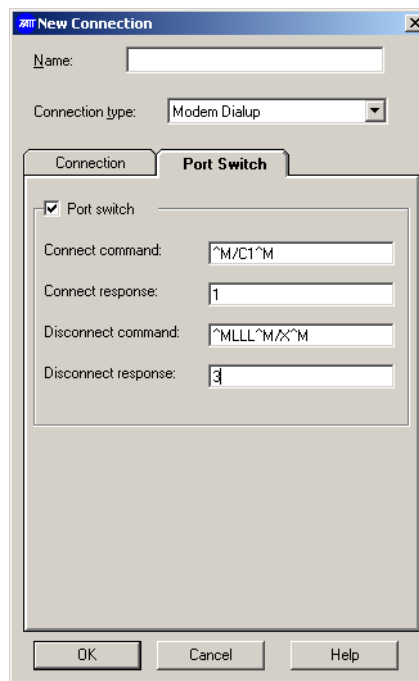 TAIT New Connection
Name:
Connection type: Modem Dialup
Connection Port Switch
Port switch
Connect command: ^M/C1^M
Connect response: 1
Disconnect command: ^MLLL^M/X^M
Disconnect response: 3
OK Cancel Help